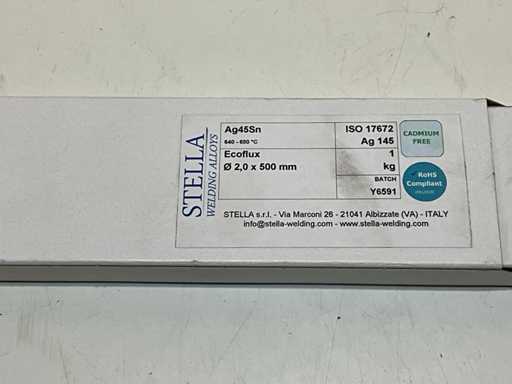 STELLA
WELDING ALLOYS
Ag45Sn
ISO 17672
640 - 680 °C
Ag 145
Ecoflux
1
Ø 2,0 x 500 mm
kg
BATCH
Y6591
CADMIUM
FREE
RoHS
Compliant
STELLA s.r.l. - Via Marconi 26 - 21041 Albizzate (VA) - ITALY
info@stella-welding.com - www.stella-welding.com